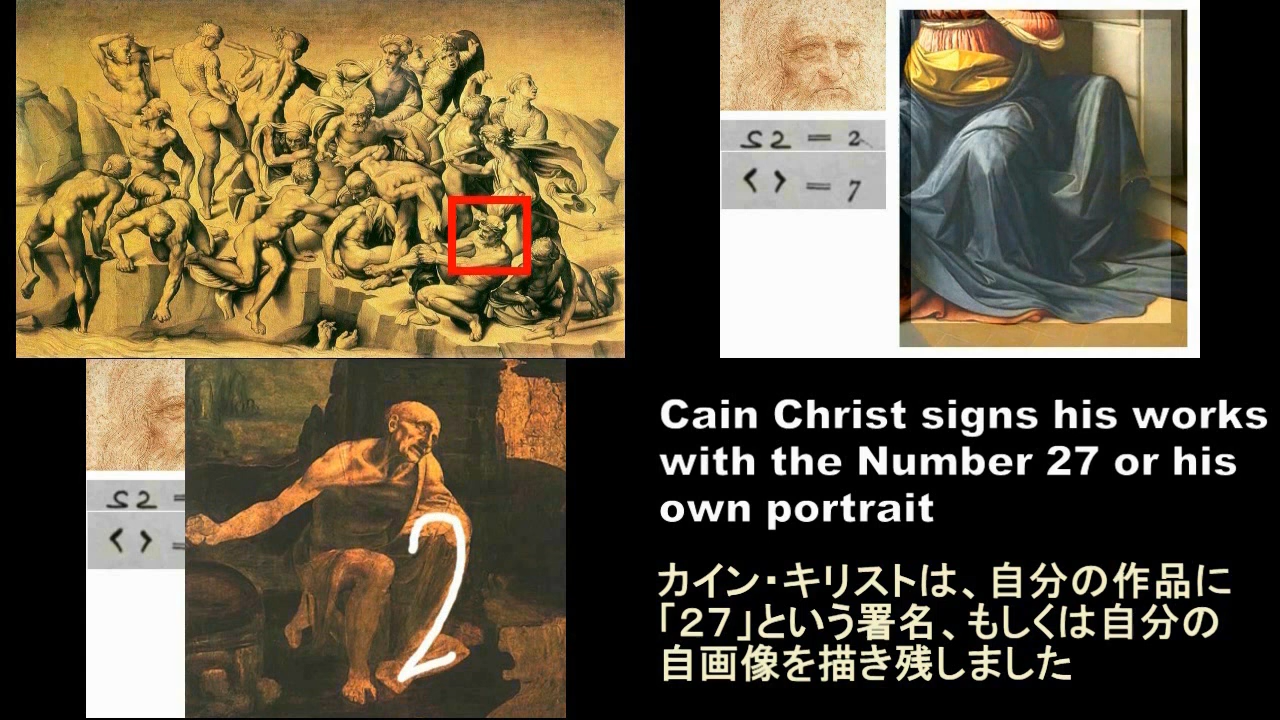 2 = 2
< > = 7
2
< >
2
Cain Christ signs his works
with the Number 27 or his
own portrait
カイン・キリストは、自分の作品に
「27」という署名、もしくは自分の
自画像を描き残しました